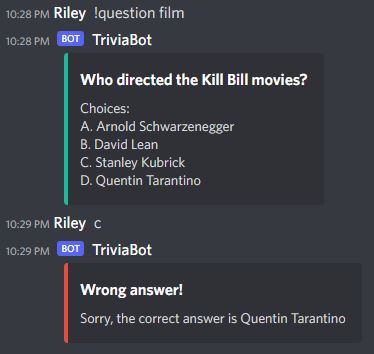 10:28 PM Riley !question film
10:28 PM BOT TriviaBot
Who directed the Kill Bill movies?
Choices:
A. Arnold Schwarzenegger
B. David Lean
C. Stanley Kubrick
D. Quentin Tarantino
10:29 PM Riley c
10:29 PM BOT TriviaBot
Wrong answer!
Sorry, the correct answer is Quentin Tarantino